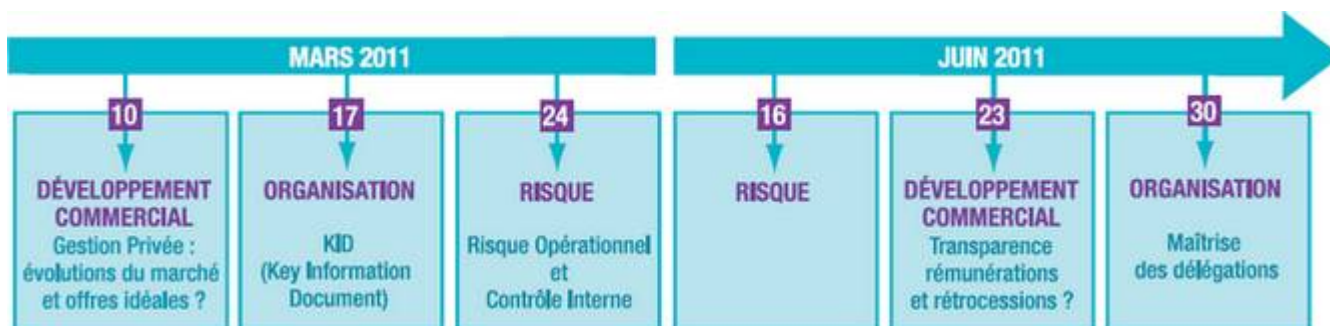 MARS 2011
10
DÉVELOPPEMENT
COMMERCIAL
Gestion Privée :
évolutions du marché
et offres idéales ?
17
ORGANISATION
KID
(Key Information
Document)
24
RISQUE
Risque Opérationnel
et
Contrôle Interne
JUIN 2011
16
RISQUE
23
DÉVELOPPEMENT
COMMERCIAL
Transparence
rémunérations
et rétrocessions ?
30
ORGANISATION
Maîtrise
des délégations